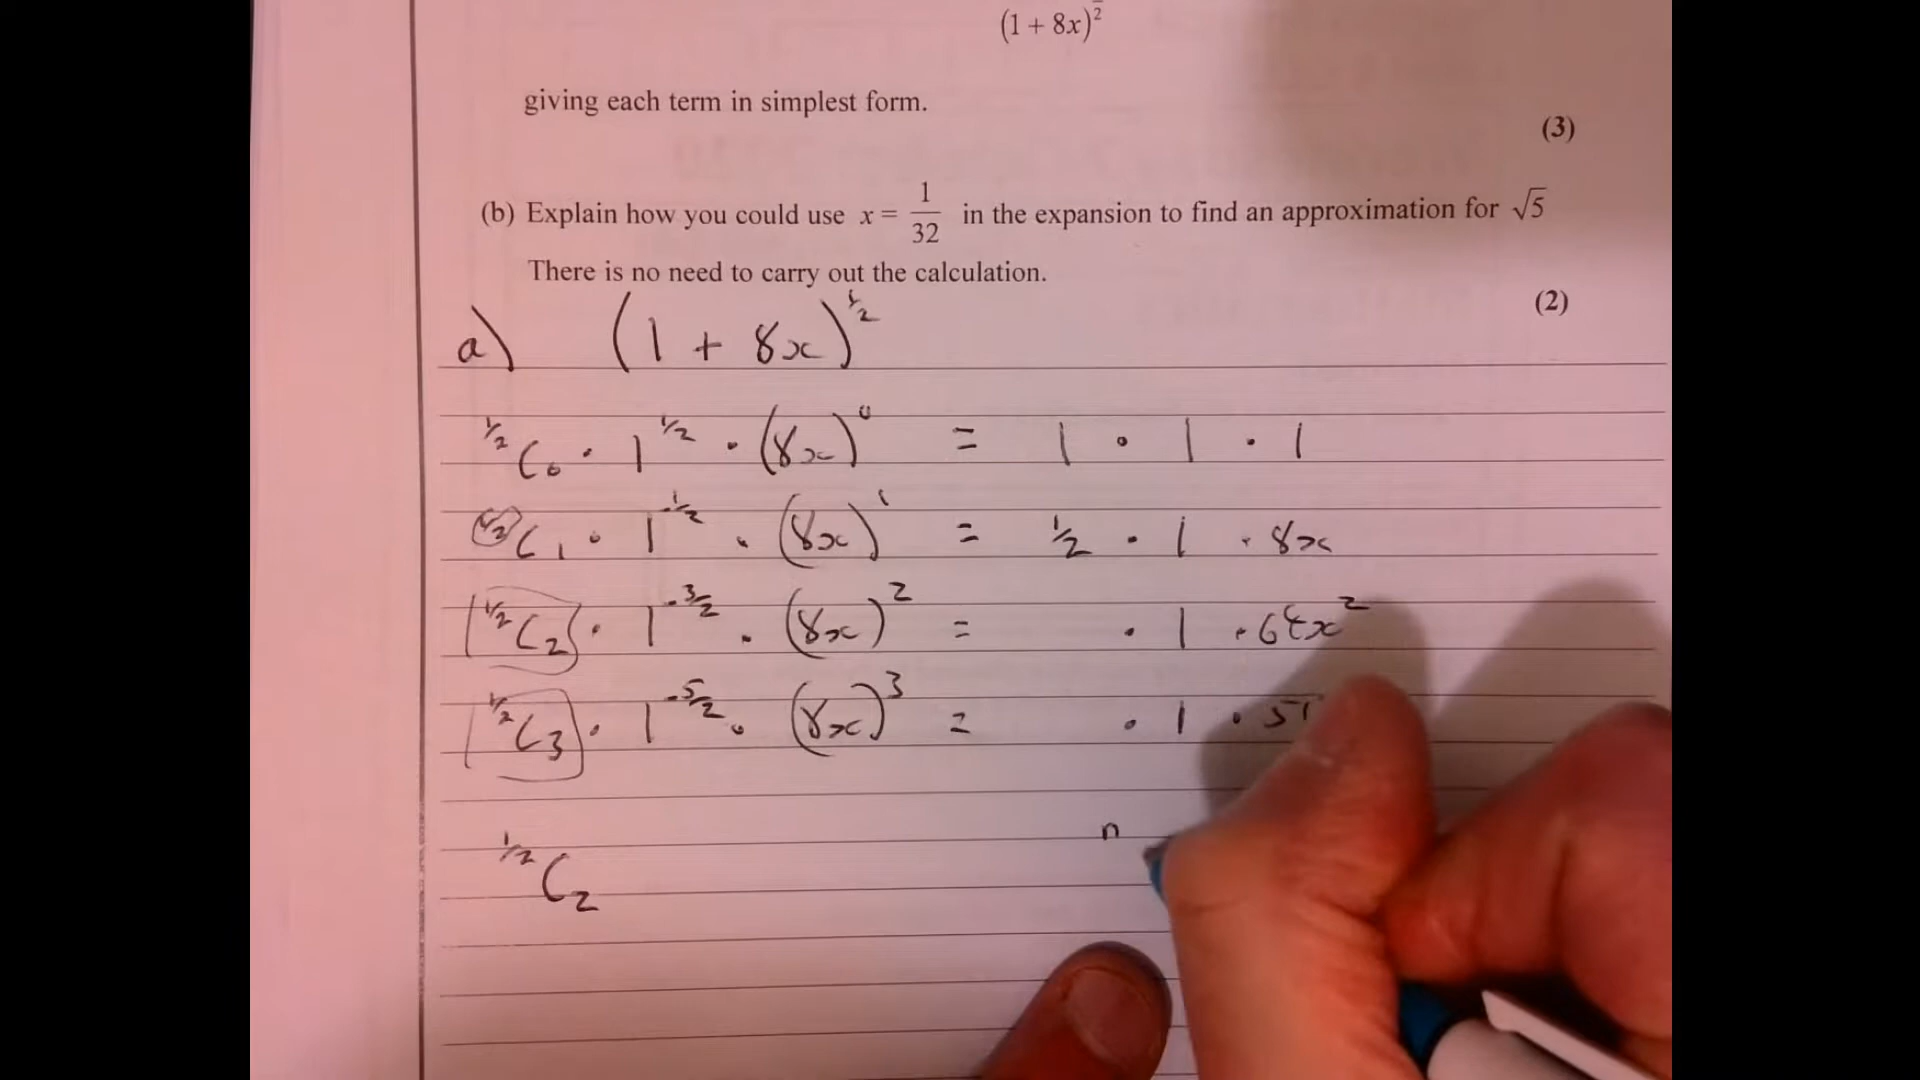 (1 + 8x)^½
giving each term in simplest form.
(3)
(b) Explain how you could use x = 1/32 in the expansion to find an approximation for √5
There is no need to carry out the calculation.
(2)
a) (1 + 8x)^½
½C0 · 1^½ · (8x)^0 = 1 · 1 · 1
½C1 · 1^-½ · (8x)^1 = ½ · 1 · 8x
½C2 · 1^-3/2 · (8x)^2 = · 1 · 64x^2
½C3 · 1^-5/2 · (8x)^3 = · 1 · 51
n
½C2